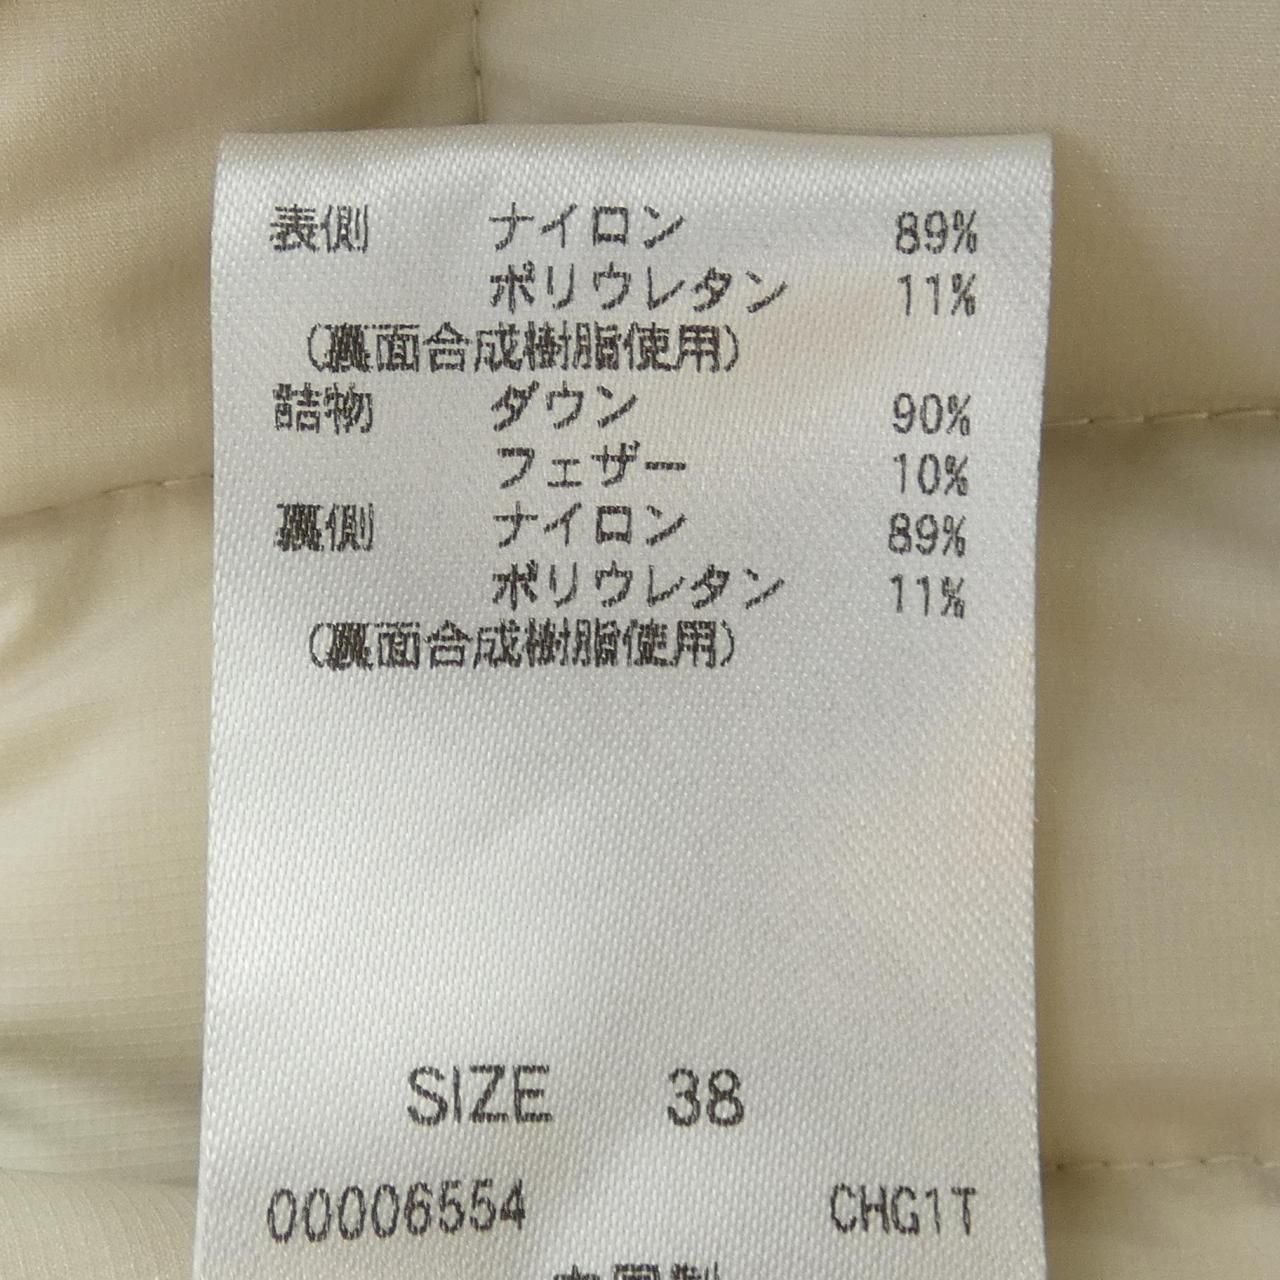 表側 ナイロン 89%
ポリウレタン 11%
(裏面合成樹脂使用)
詰物 ダウン 90%
フェザー 10%
裏側 ナイロン 89%
ポリウレタン 11%
(裏面合成樹脂使用)
SIZE 38
00006554 CHG1T